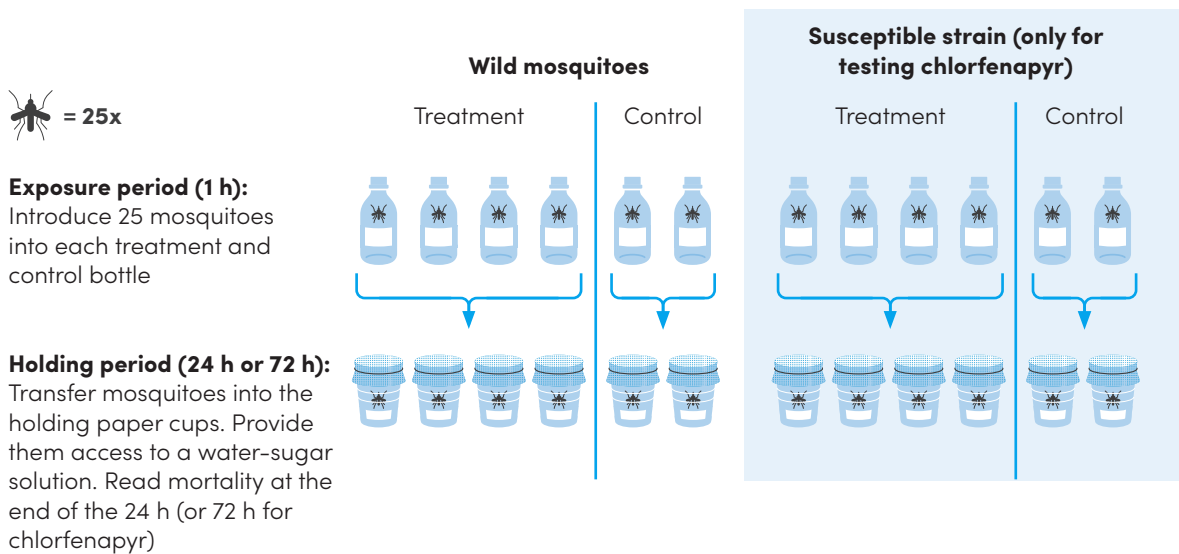 Wild mosquitoes
Susceptible strain (only for
testing chlorfenapyr)
= 25x
Treatment
Control
Treatment
Control
Exposure period (1 h):
Introduce 25 mosquitoes
into each treatment and
control bottle
Holding period (24 h or 72 h):
Transfer mosquitoes into the
holding paper cups. Provide
them access to a water-sugar
solution. Read mortality at the
end of the 24 h (or 72 h for
chlorfenapyr)